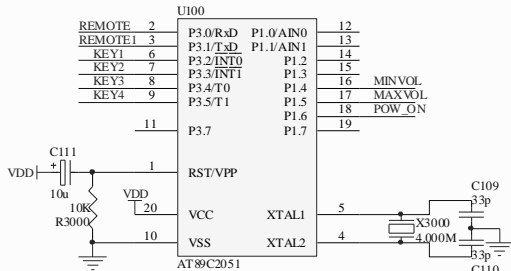 U100
REMOTE 2 P3.0/RxD P1.0/AIN0 12
REMOTE1 3 P3.1/TxD P1.1/AIN1 13
KEY1 6 P3.2/INT0 P1.2 14
KEY2 7 P3.3/INT1 P1.3 15
KEY3 8 P3.4/T0 P1.4 16 MINVOL
KEY4 9 P3.5/T1 P1.5 17 MAXVOL
P1.6 18 POW_ON
11 P3.7 P1.7 19
C111
VDD + 1 RST/VPP
10u
VDD
10K
R3000
20 VCC XTAL1 5
10 VSS XTAL2 4
X3000
4.000M
C109
33p
33p
C110
AT89C2051